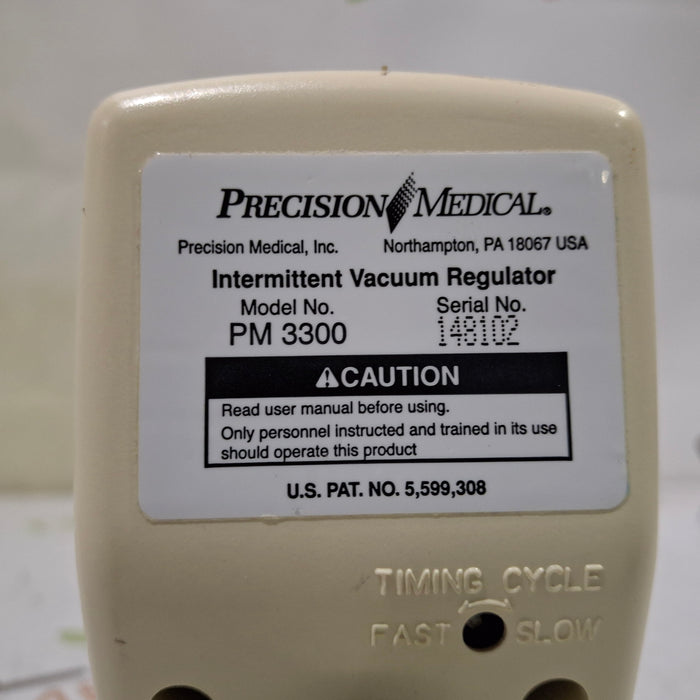 PRECISION MEDICAL®
Precision Medical, Inc. Northampton, PA 18067 USA
Intermittent Vacuum Regulator
Model No. Serial No.
PM 3300 148102
CAUTION
Read user manual before using.
Only personnel instructed and trained in its use
should operate this product
U.S. PAT. NO. 5,599,308
TIMING CYCLE
FAST SLOW